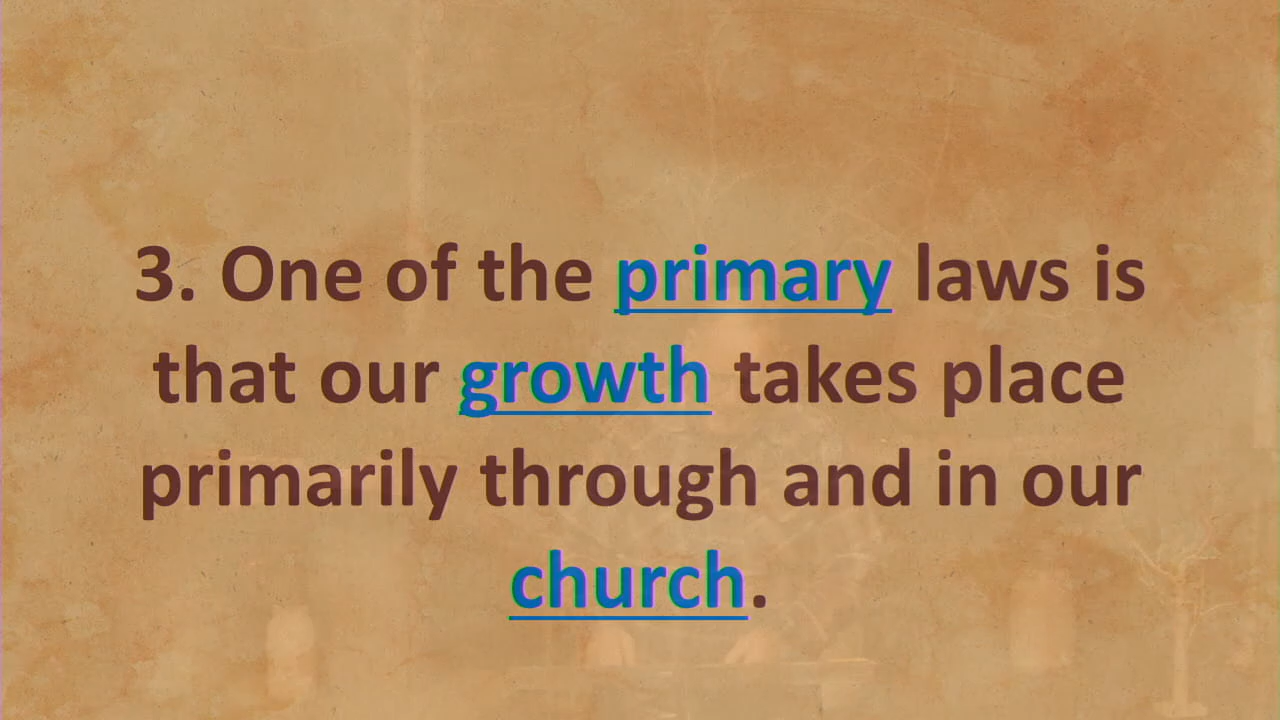 3. One of the primary laws is
that our growth takes place
primarily through and in our
church.